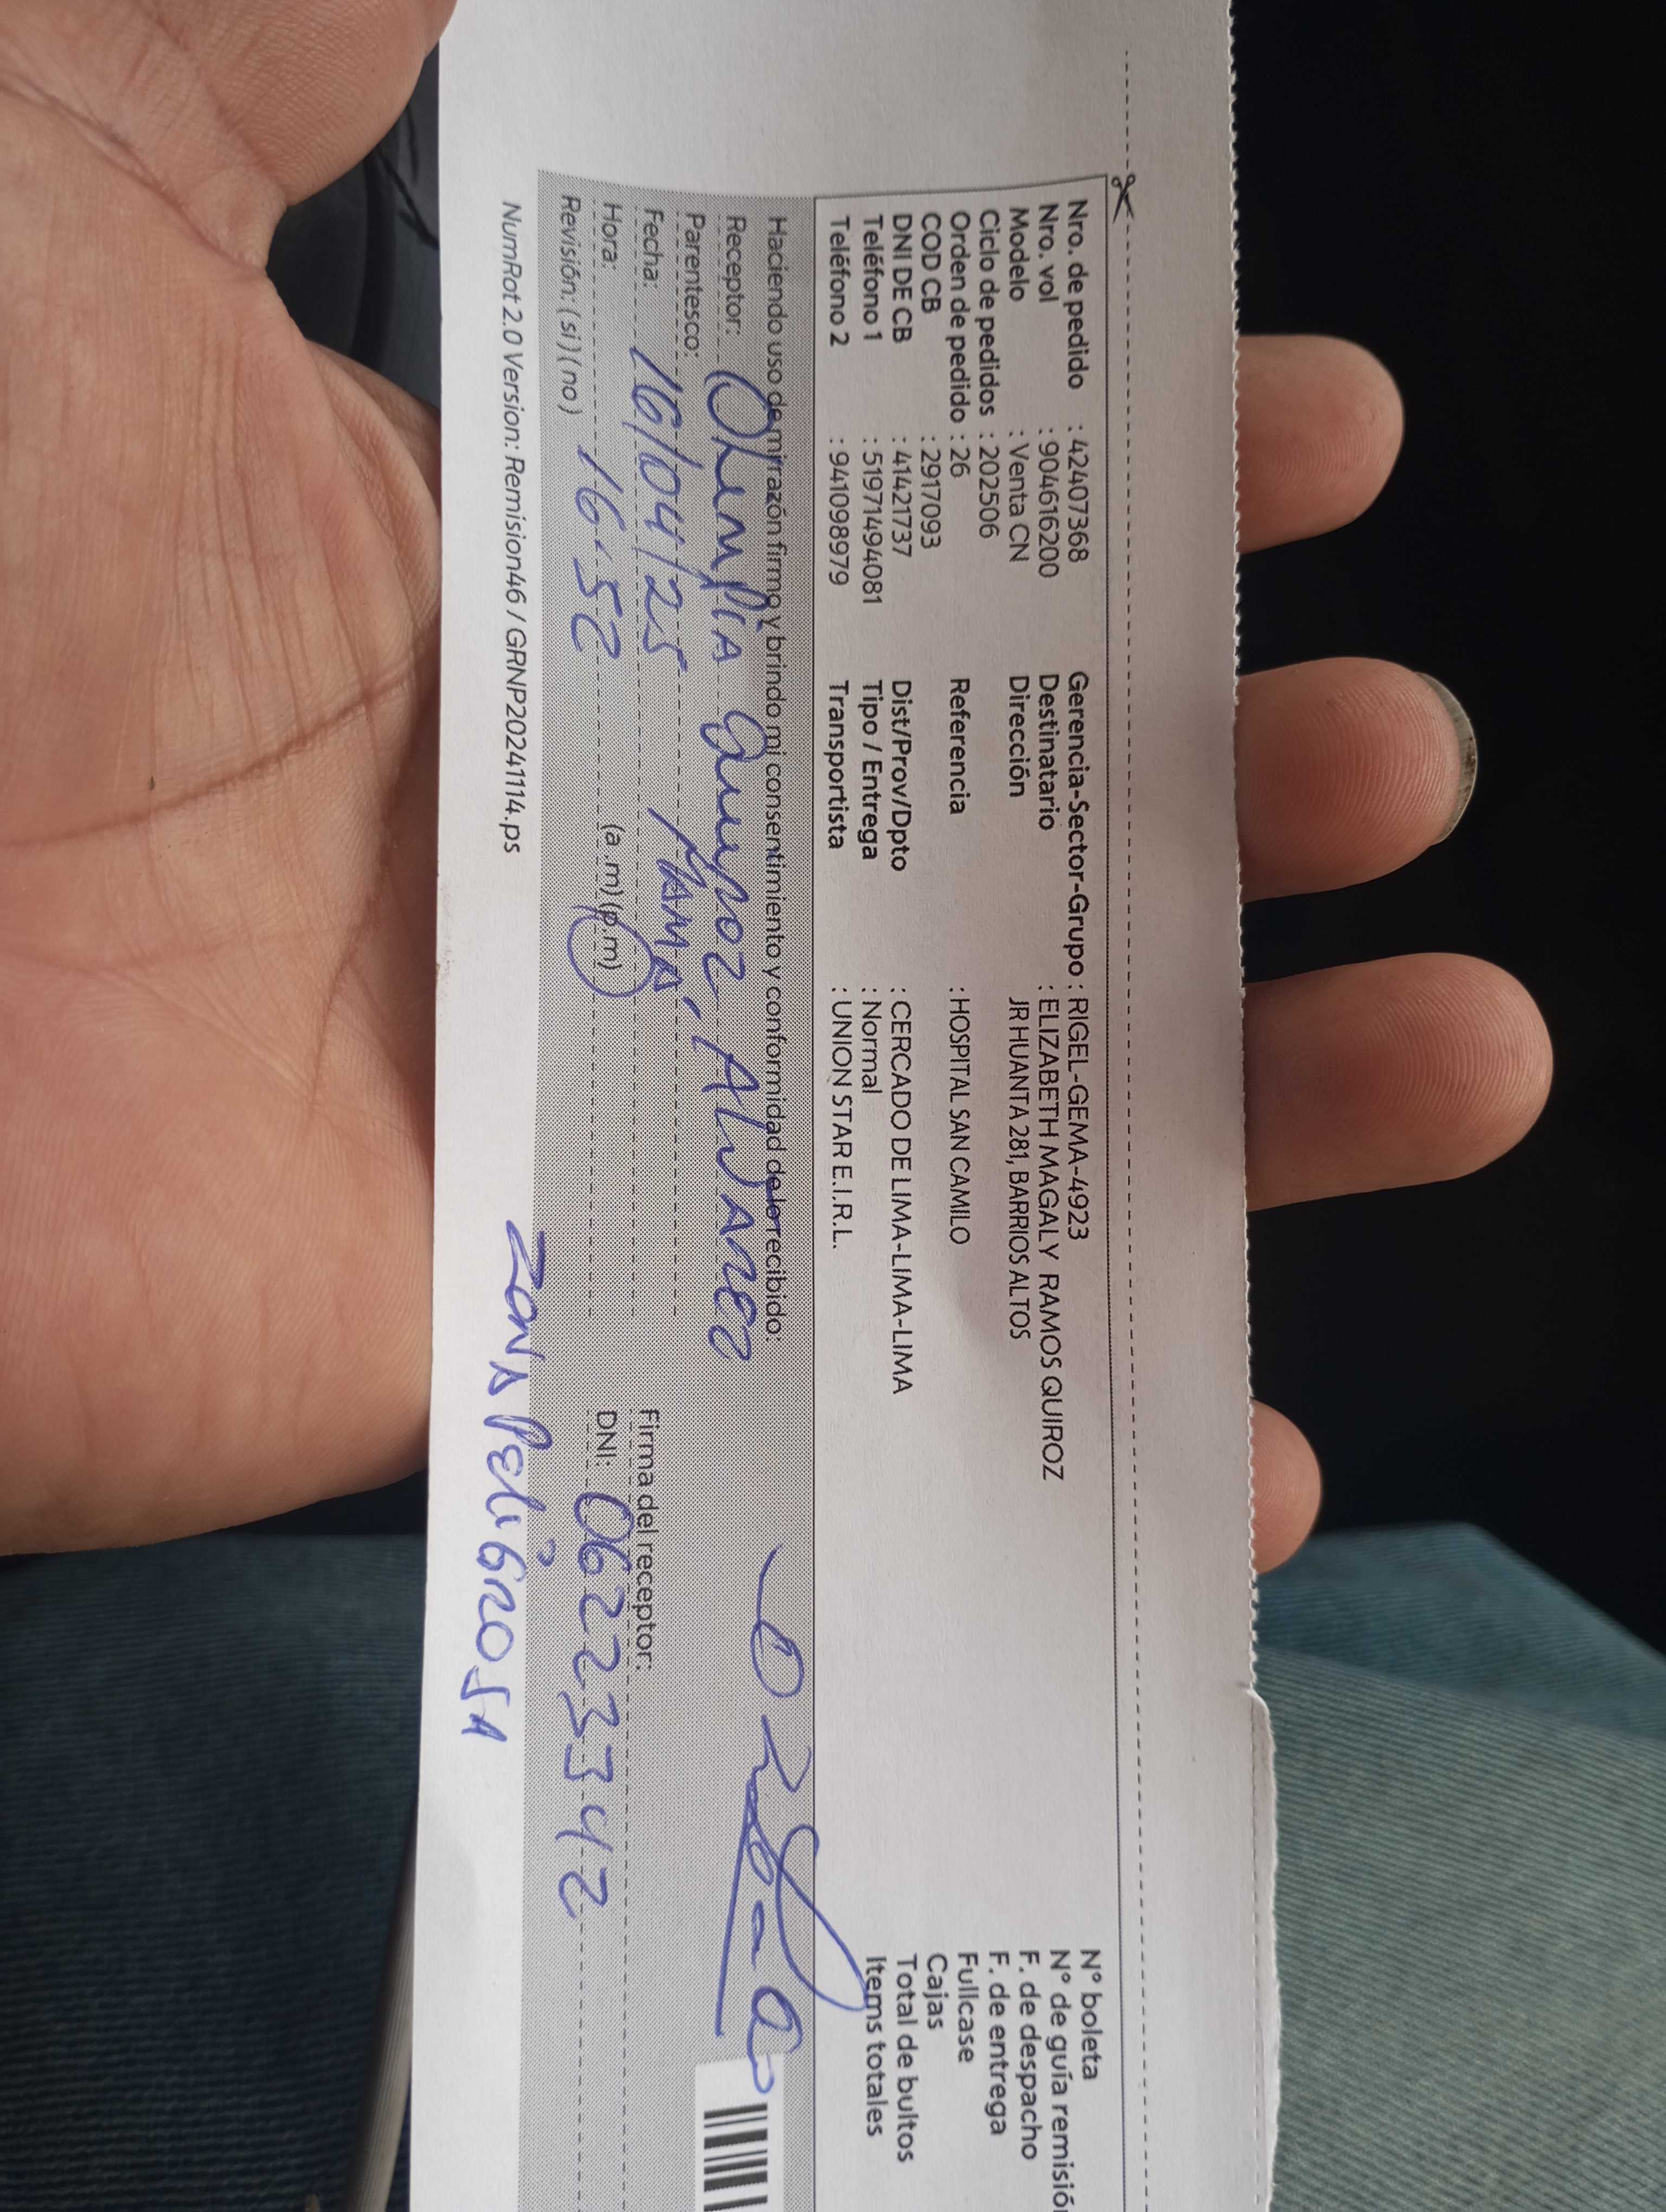 Nro. de pedido : 42407368
Nro. vol : 904616200
Modelo : Venta CN
Ciclo de pedidos : 202506
Orden de pedido : 26
COD CB : 2917093
DNI DE CB : 41421737
Teléfono 1 : 51971494081
Teléfono 2 : 941098979
Gerencia-Sector-Grupo : RIGEL-GEMA-4923
Destinatario : ELIZABETH MAGALY RAMOS QUIROZ
Dirección JR HUANTA 281, BARRIOS ALTOS
Referencia : HOSPITAL SAN CAMILO
Dist/Prov/Dpto : CERCADO DE LIMA-LIMA-LIMA
Tipo / Entrega : Normal
Transportista : UNION STAR E.I.R.L.
N° boleta
N° de guía remisión
F. de despacho
F. de entrega
Fullcase
Cajas
Total de bultos
Items totales
Haciendo uso de mi razón firmo y brindo mi consentimiento y conformidad de lo recibido:
Receptor: Olimpia Quiroz Alvarez
Parentesco: MAMA
Fecha: 16/04/25
Hora: 16:52 (a.m)(p.m)
Revisión: (si) (no)
Firma del receptor:
DNI: 06223342
NumRot 2.0 Version: Remision46 / GRNP20241114.ps
ZONA PELIGROSA